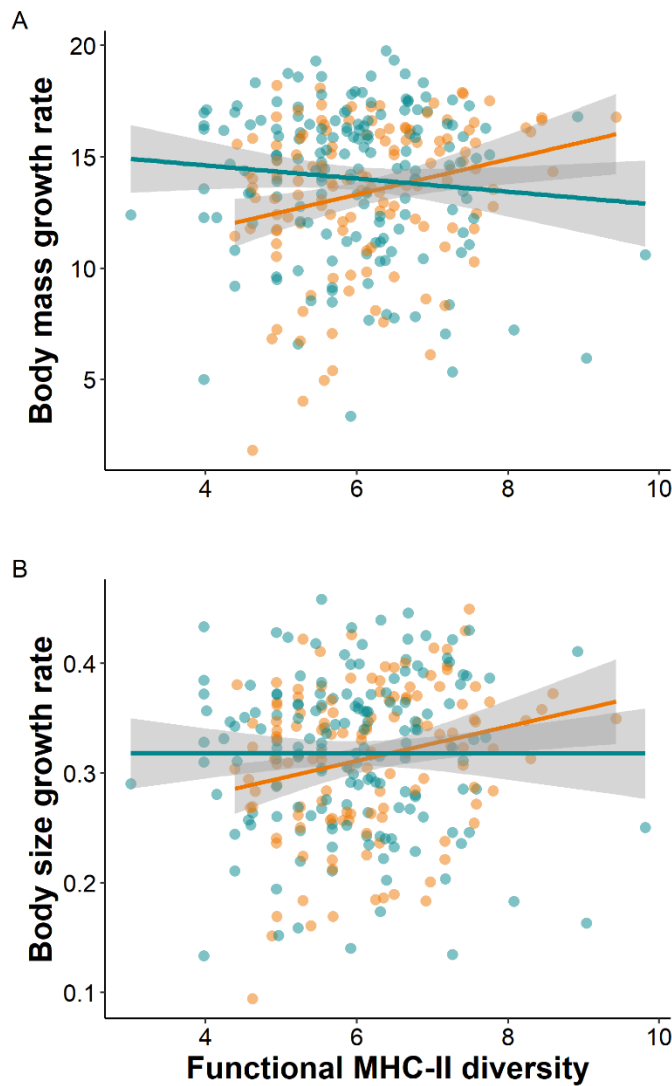 A
20
15
10
5
Body mass growth rate
4 6 8 10
B
0.4
0.3
0.2
0.1
Body size growth rate
4 6 8 10
Functional MHC-II diversity